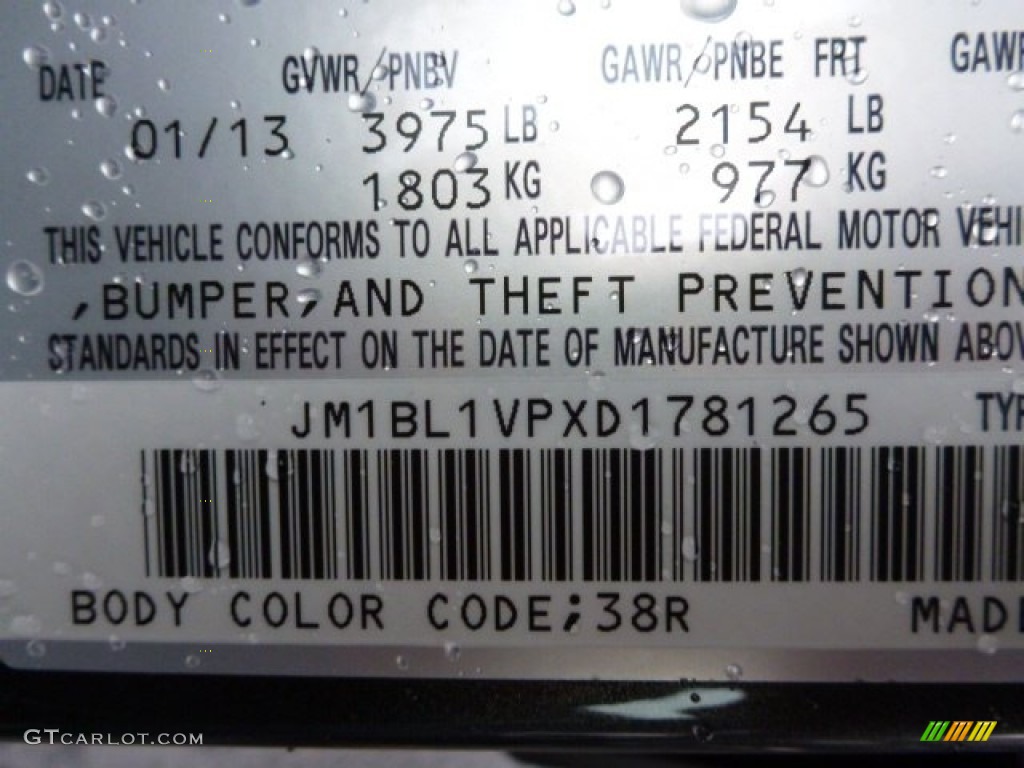 DATE GVWR/PNBV GAWR/PNBE FRT GAWR
01/13 3975 LB 2154 LB
1803 KG 977 KG
THIS VEHICLE CONFORMS TO ALL APPLICABLE FEDERAL MOTOR VEHI
,BUMPER,AND THEFT PREVENTION
STANDARDS IN EFFECT ON THE DATE OF MANUFACTURE SHOWN ABOV
JM1BL1VPXD1781265 TYP
BODY COLOR CODE;38R MADE
GTCARLOT.COM